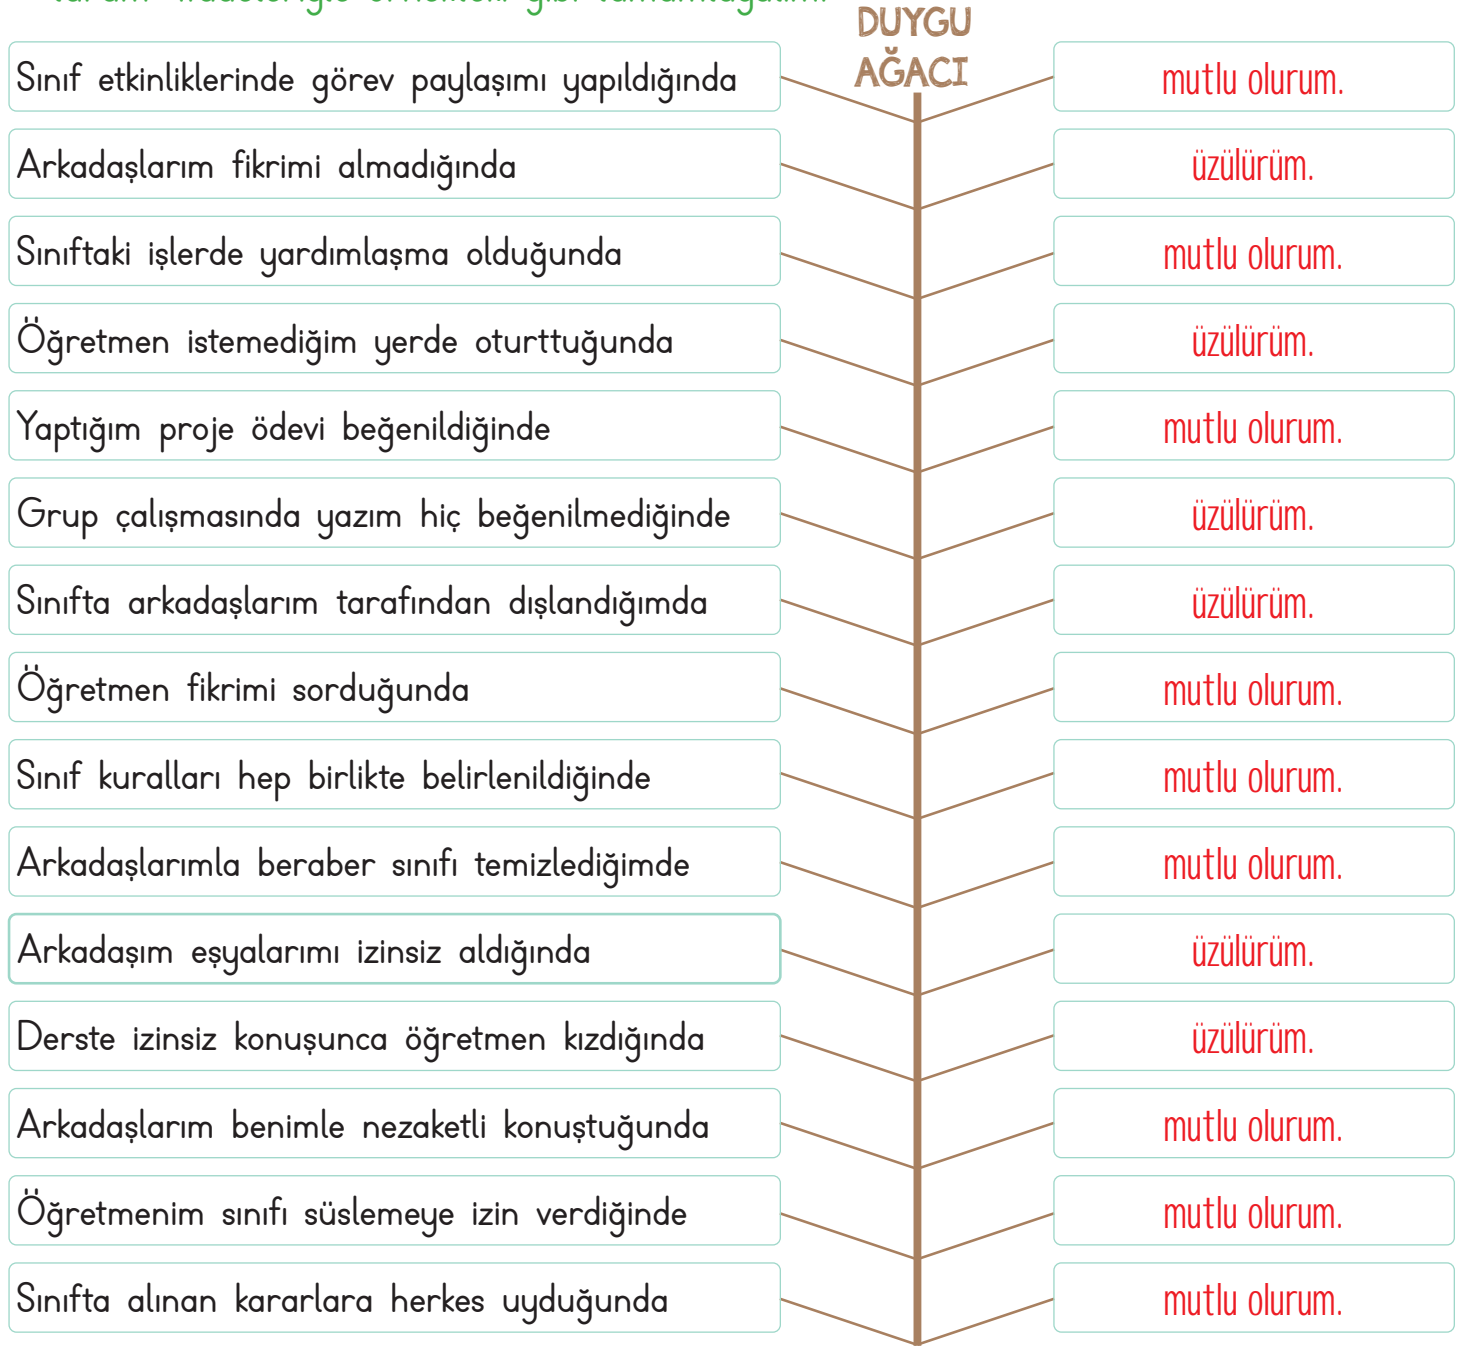 DUYGU
AĞACI
Sınıf etkinliklerinde görev paylaşımı yapıldığında mutlu olurum.
Arkadaşlarım fikrimi almadığında üzülürüm.
Sınıftaki işlerde yardımlaşma olduğunda mutlu olurum.
Öğretmen istemediğim yerde oturttuğunda üzülürüm.
Yaptığım proje ödevi beğenildiğinde mutlu olurum.
Grup çalışmasında yazım hiç beğenilmediğinde üzülürüm.
Sınıfta arkadaşlarım tarafından dışlandığımda üzülürüm.
Öğretmen fikrimi sorduğunda mutlu olurum.
Sınıf kuralları hep birlikte belirlenildiğinde mutlu olurum.
Arkadaşlarımla beraber sınıfı temizlediğimde mutlu olurum.
Arkadaşım eşyalarımı izinsiz aldığında üzülürüm.
Derste izinsiz konuşunca öğretmen kızdığında üzülürüm.
Arkadaşlarım benimle nezaketli konuştuğunda mutlu olurum.
Öğretmenim sınıfı süslemeye izin verdiğinde mutlu olurum.
Sınıfta alınan kararlara herkes uyduğunda mutlu olurum.